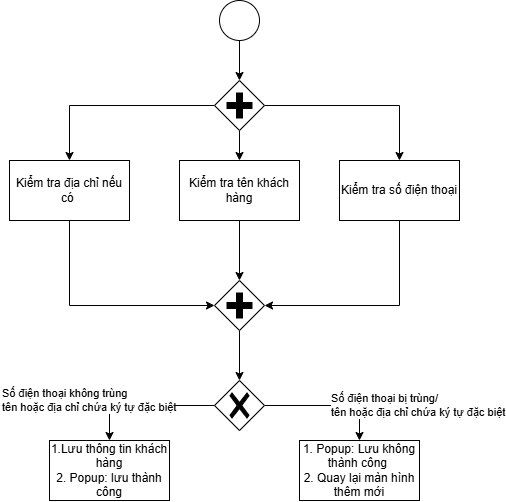 Kiểm tra địa chỉ nếu
có
Kiểm tra tên khách
hàng
Kiểm tra số điện thoại
Số điện thoại không trùng
tên hoặc địa chỉ chứa ký tự đặc biệt
Số điện thoại bị trùng/
tên hoặc địa chỉ chứa ký tự đặc biệt
1.Lưu thông tin khách
hàng
2. Popup: lưu thành
công
1. Popup: Lưu không
thành công
2. Quay lại màn hình
thêm mới